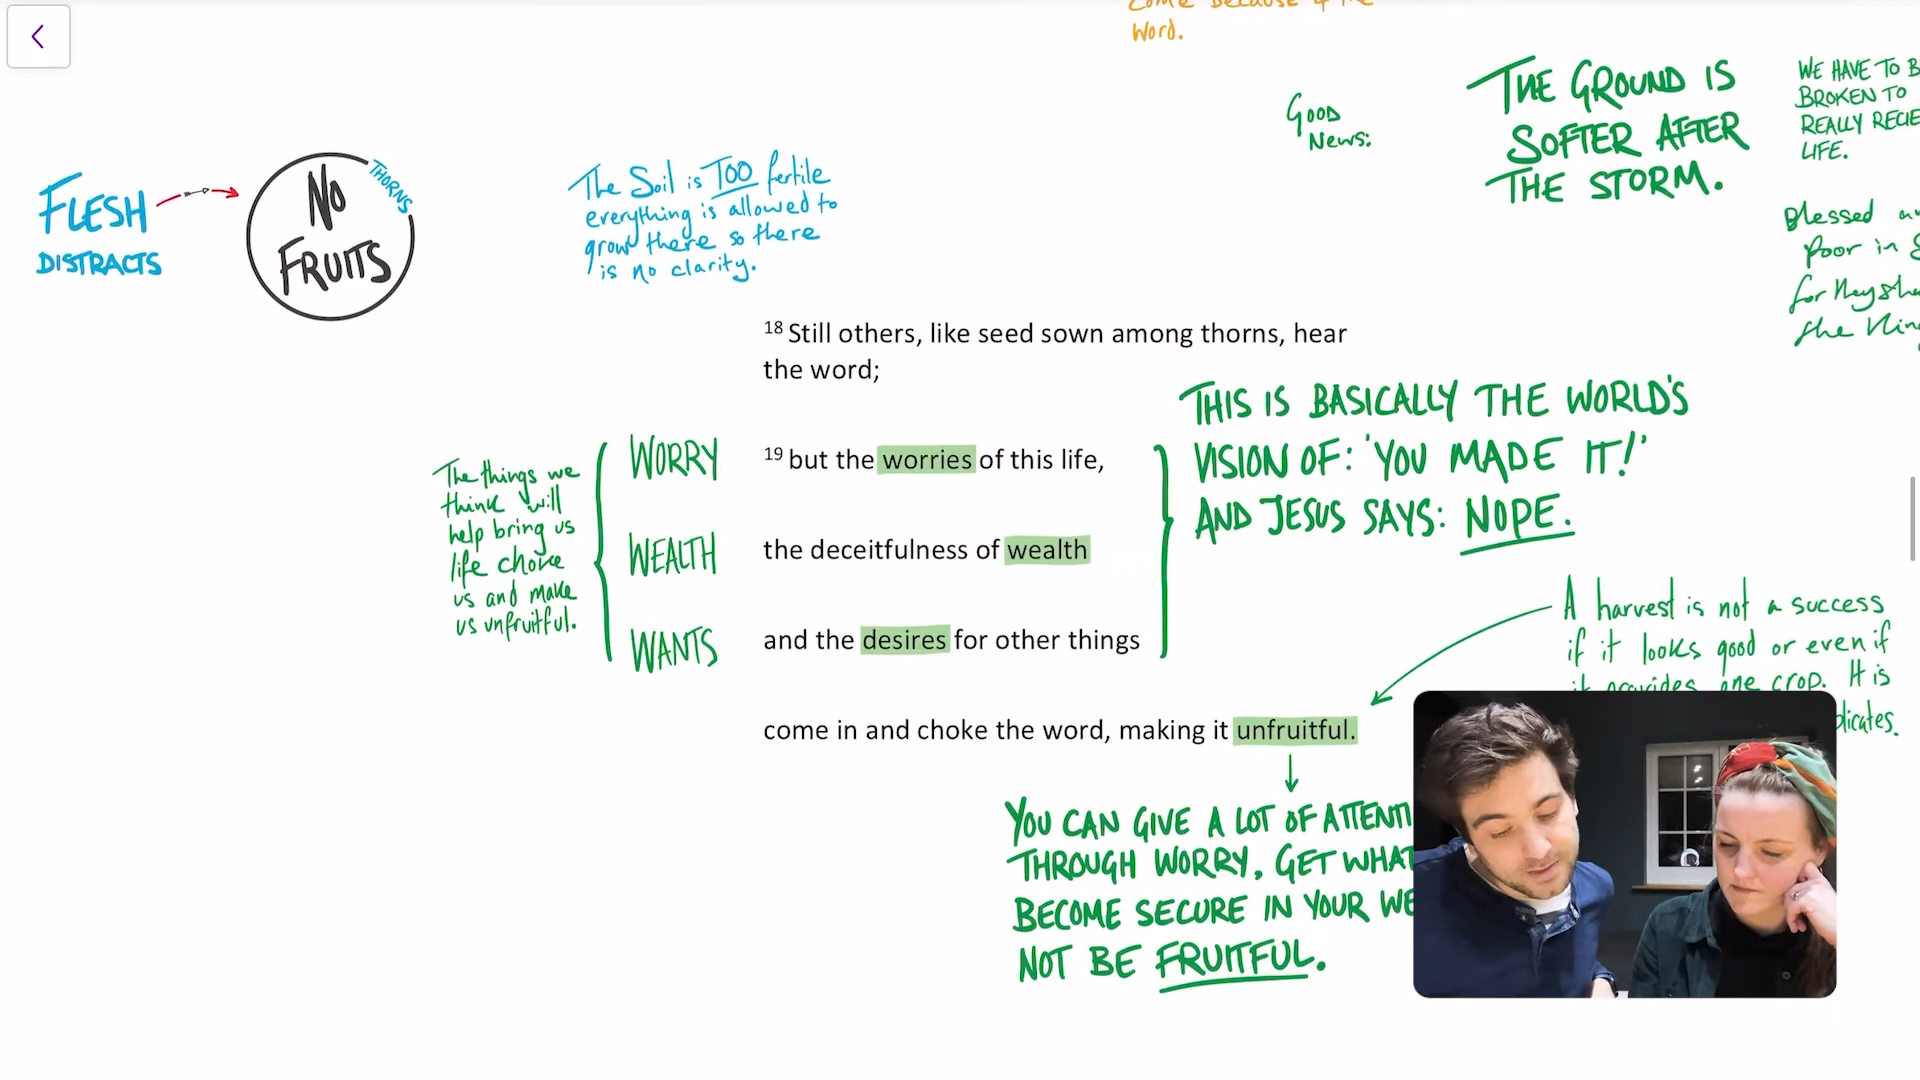 come because of the
Word.
Good
News:
THE GROUND IS
SOFTER AFTER
THE STORM.
WE HAVE TO B
BROKEN TO
REALLY RECIE
LIFE.
Blessed
Poor in
for they
the
FLESH
DISTRACTS
NO
FRUITS
THORNS
The Soil is TOO fertile
everything is allowed to
grow there so there
is no clarity.
18 Still others, like seed sown among thorns, hear
the word;
The things we
think will
help bring us
life choke
us and make
us unfruitful.
WORRY
WEALTH
WANTS
19 but the worries of this life,
the deceitfulness of wealth
and the desires for other things
come in and choke the word, making it unfruitful.
THIS IS BASICALLY THE WORLD'S
VISION OF: 'YOU MADE IT!'
AND JESUS SAYS: NOPE.
A harvest is not a success
if it looks good or even if
it provides one crop. It is
YOU CAN GIVE A LOT OF ATTENTI
THROUGH WORRY. GET WHAT
BECOME SECURE IN YOUR WE
NOT BE FRUITFUL.